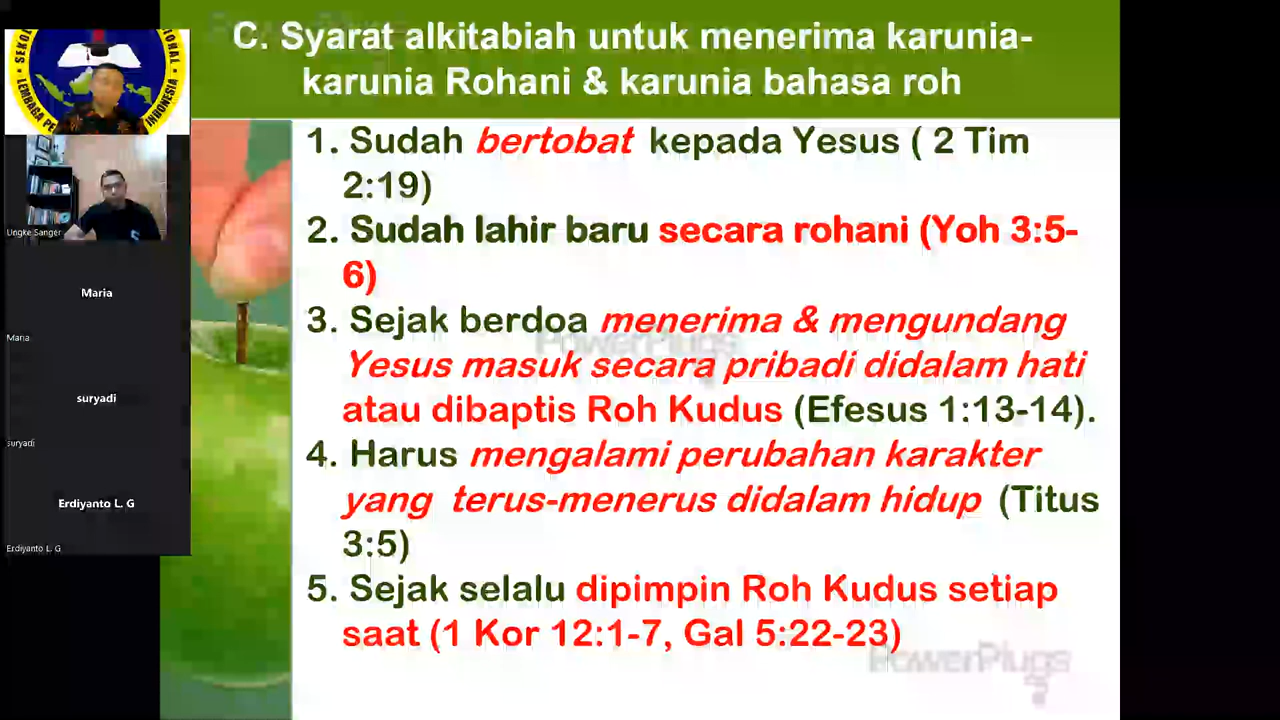 C. Syarat alkitabiah untuk menerima karunia-
karunia Rohani & karunia bahasa roh
1. Sudah bertobat kepada Yesus ( 2 Tim
2:19)
2. Sudah lahir baru secara rohani (Yoh 3:5-
6)
3. Sejak berdoa menerima & mengundang
Yesus masuk secara pribadi didalam hati
atau dibaptis Roh Kudus (Efesus 1:13-14).
4. Harus mengalami perubahan karakter
yang terus-menerus didalam hidup (Titus
3:5)
5. Sejak selalu dipimpin Roh Kudus setiap
saat (1 Kor 12:1-7, Gal 5:22-23)
PowerPlugs
PowerPlugs
LEMBAGA
INDONESIA
Ungke Sanger
Maria
Maria
suryadi
suryadi
Erdiyanto L. G
Erdiyanto L. G